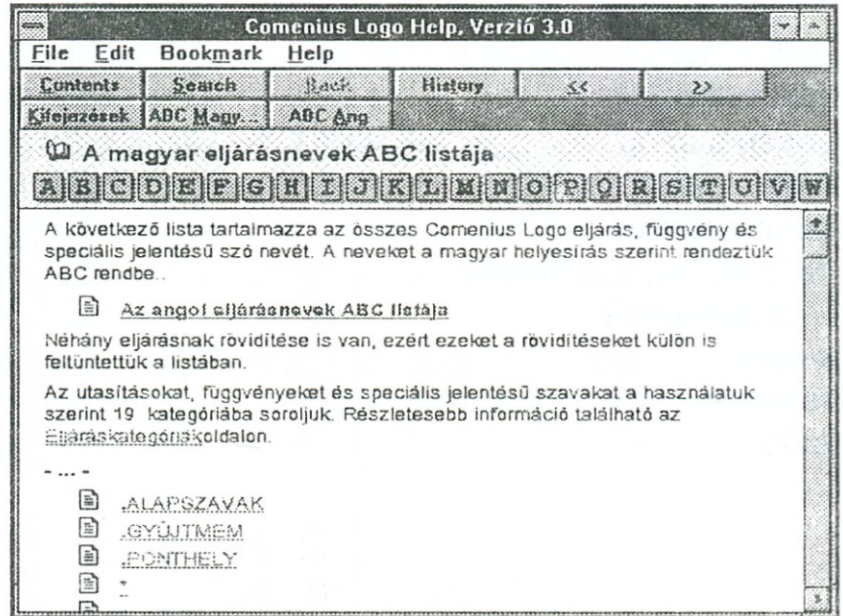 Comenius Logo Help, Verzió 3.0
File Edit Bookmark Help
Contents Search Back History << >>
Kifejezések ABC Magy... ABC Ang
A magyar eljárásnevek ABC listája
A B C D E F G H I J K L M N O P Q R S T U V W
A következő lista tartalmazza az összes Comenius Logo eljárás, függvény és
speciális jelentésű szó nevét. A neveket a magyar helyesírás szerint rendeztük
ABC rendbe..
Az angol eljárásnevek ABC listája
Néhány eljárásnak rövidítése is van, ezért ezeket a rövidítéseket külön is
feltüntettük a listában.
Az utasításokat, függvényeket és speciális jelentésű szavakat a használatuk
szerint 19 kategóriába soroljuk. Részletesebb információ található az
Eljáráskategóriákoldalon.
- ... -
.ALAPSZAVAK
.GYŰJTMEM
.PONTHELY
*